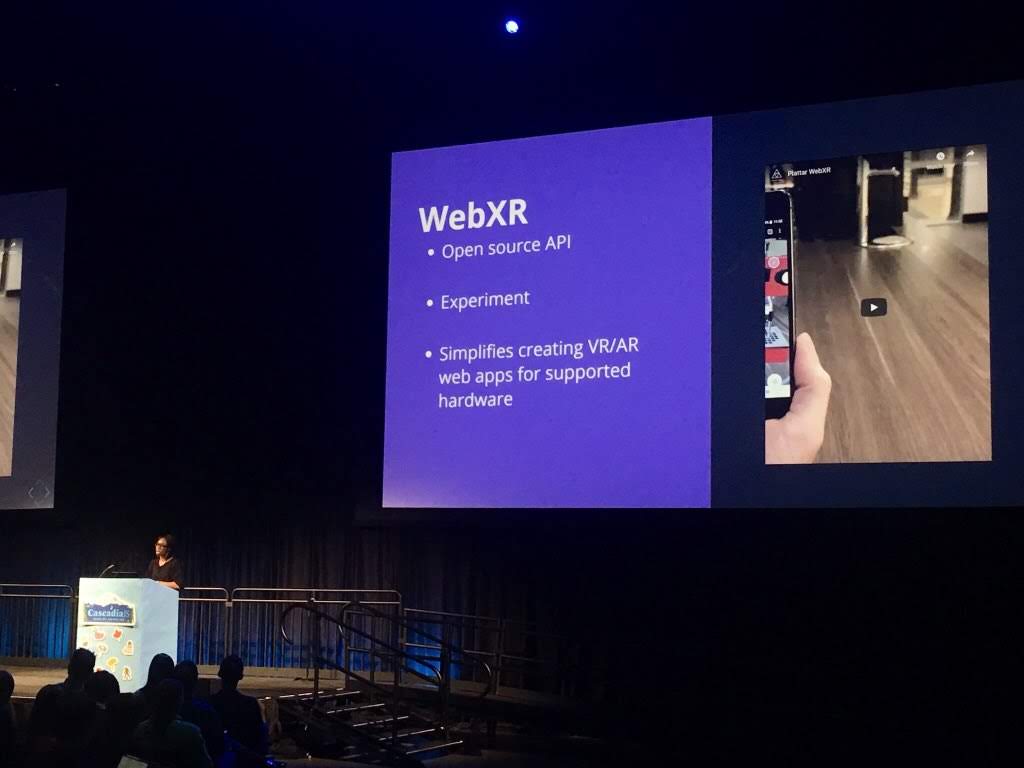 WebXR
• Open source API
• Experiment
• Simplifies creating VR/AR
web apps for supported
hardware
Plattar WebXR
CascadiaJS